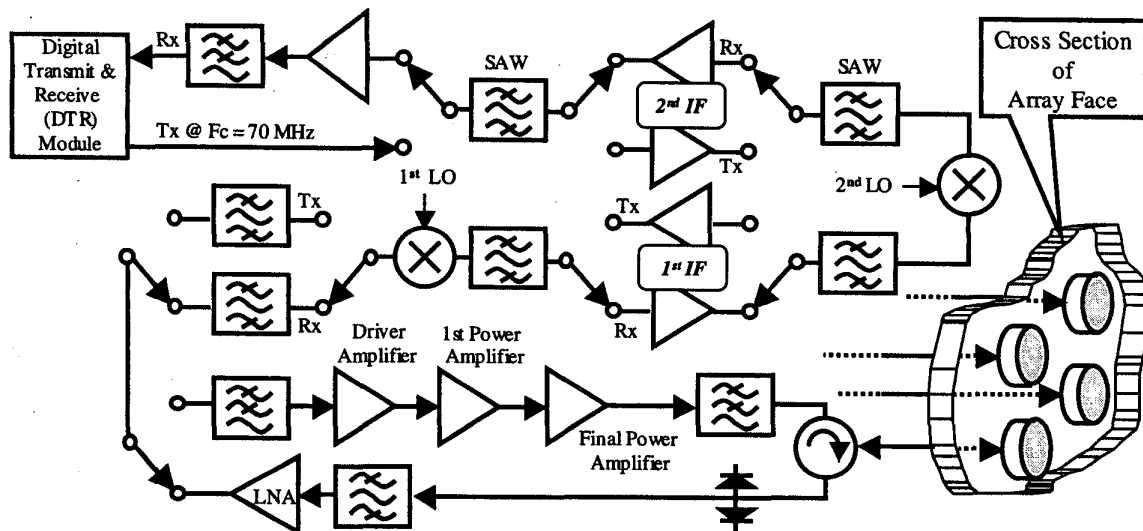 Digital
Transmit &
Receive
(DTR)
Module
Rx
SAW
Rx
2nd IF
Tx
SAW
Cross Section
of
Array Face
Tx @ Fc = 70 MHz
1st LO
2nd LO
Tx
Tx
1st IF
Rx
Rx
Driver
Amplifier
1st Power
Amplifier
Final Power
Amplifier
LNA